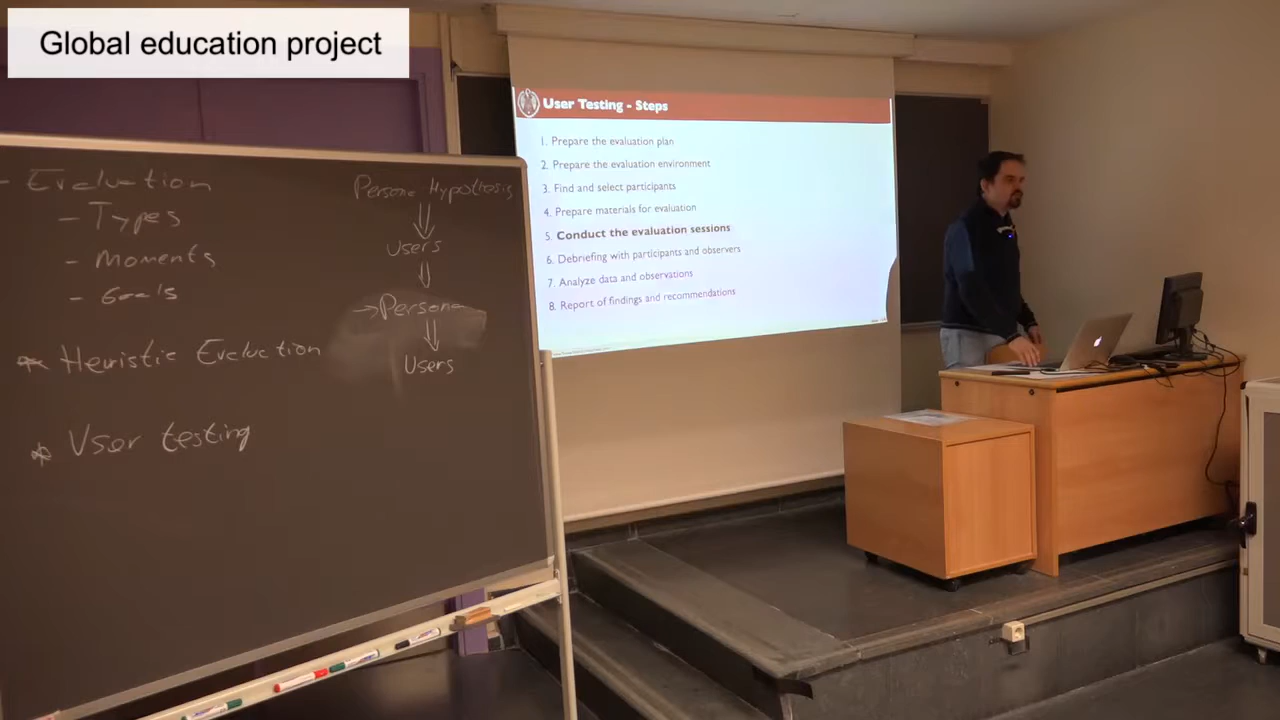 Global education project
- Evaluation
- Types
- Moments
- Goals
* Heuristic Evaluation
* User testing
Persona-Hypothesis
Users
→Persona
Users
User Testing - Steps
1. Prepare the evaluation plan
2. Prepare the evaluation environment
3. Find and select participants
4. Prepare materials for evaluation
5. Conduct the evaluation sessions
6. Debriefing with participants and observers
7. Analyze data and observations
8. Report of findings and recommendations